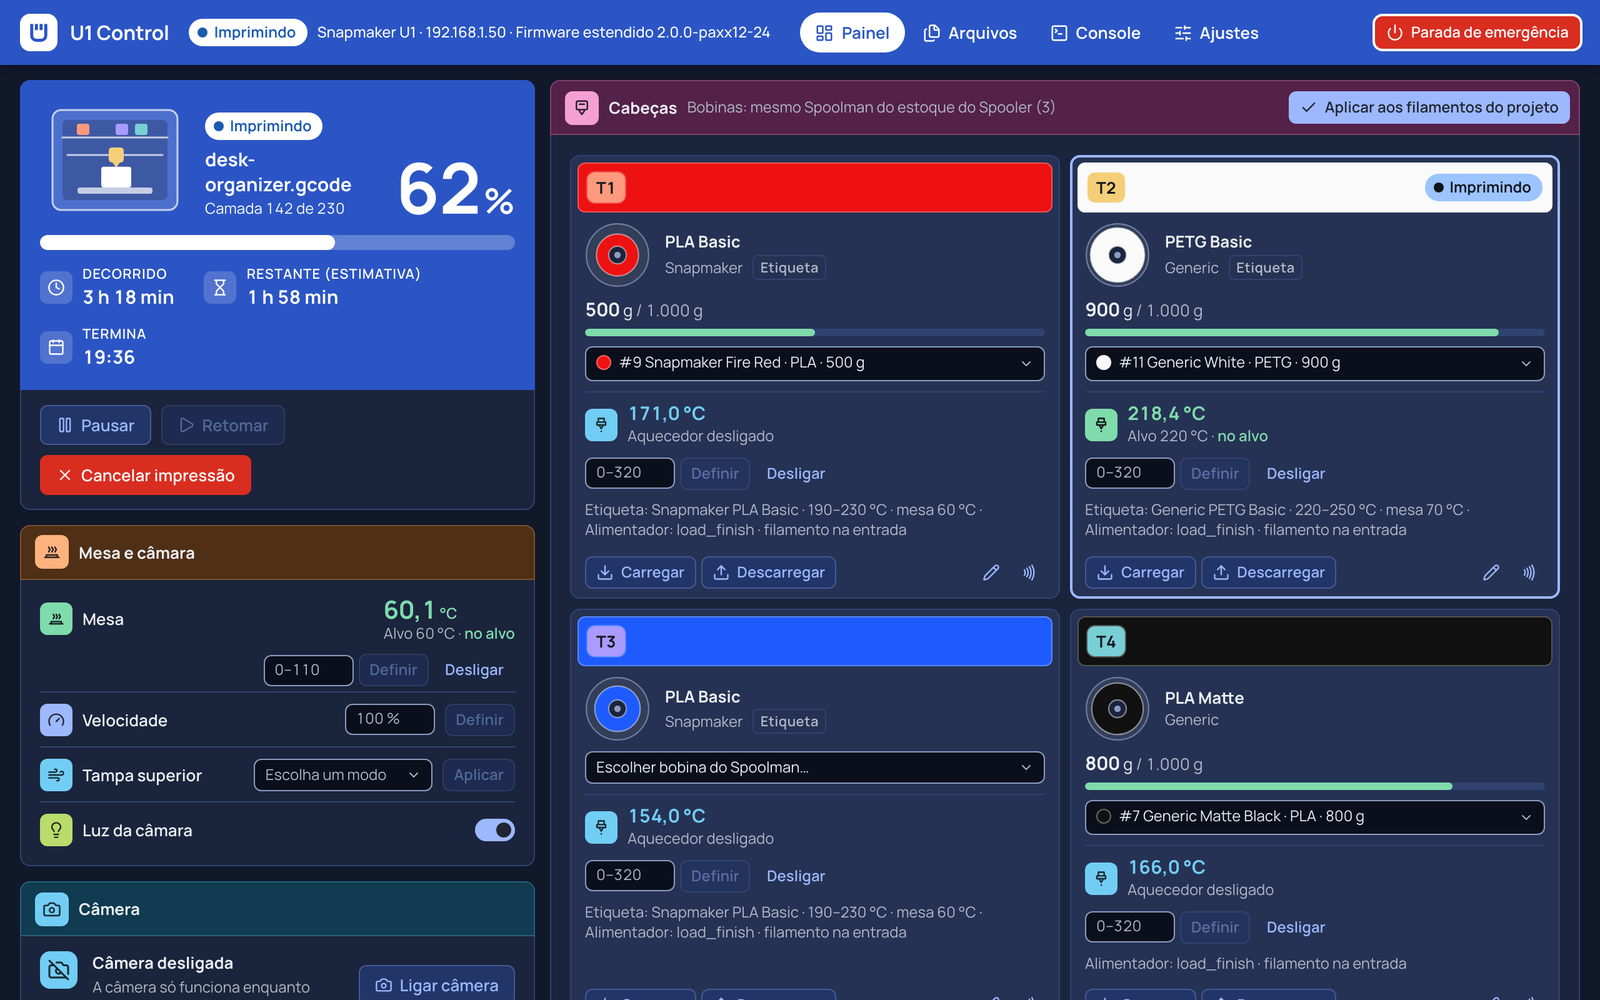 U1 Control
Imprimindo
Snapmaker U1 · 192.168.1.50 · Firmware estendido 2.0.0-paxx12-24
Painel
Arquivos
Console
Ajustes
Parada de emergência
Imprimindo
desk-
organizer.gcode
Camada 142 de 230
62%
DECORRIDO
3 h 18 min
RESTANTE (ESTIMATIVA)
1 h 58 min
TERMINA
19:36
Pausar
Retomar
Cancelar impressão
Mesa e câmara
Mesa
60,1 °C
Alvo 60 °C · no alvo
0–110
Definir
Desligar
Velocidade
100 %
Definir
Tampa superior
Escolha um modo
Aplicar
Luz da câmara
Câmera
Câmera desligada
A câmera só funciona enquanto
Ligar câmera
Cabeças
Bobinas: mesmo Spoolman do estoque do Spooler (3)
Aplicar aos filamentos do projeto
T1
PLA Basic
Snapmaker
Etiqueta
500 g / 1.000 g
#9 Snapmaker Fire Red · PLA · 500 g
171,0 °C
Aquecedor desligado
0–320
Definir
Desligar
Etiqueta: Snapmaker PLA Basic · 190–230 °C · mesa 60 °C ·
Alimentador: load_finish · filamento na entrada
Carregar
Descarregar
T2
Imprimindo
PETG Basic
Generic
Etiqueta
900 g / 1.000 g
#11 Generic White · PETG · 900 g
218,4 °C
Alvo 220 °C · no alvo
0–320
Definir
Desligar
Etiqueta: Generic PETG Basic · 220–250 °C · mesa 70 °C ·
Alimentador: load_finish · filamento na entrada
Carregar
Descarregar
T3
PLA Basic
Snapmaker
Etiqueta
Escolher bobina do Spoolman…
154,0 °C
Aquecedor desligado
0–320
Definir
Desligar
Etiqueta: Snapmaker PLA Basic · 190–230 °C · mesa 60 °C ·
Alimentador: load_finish · filamento na entrada
T4
PLA Matte
Generic
800 g / 1.000 g
#7 Generic Matte Black · PLA · 800 g
166,0 °C
Aquecedor desligado
0–320
Definir
Desligar
Alimentador: load_finish · filamento na entrada